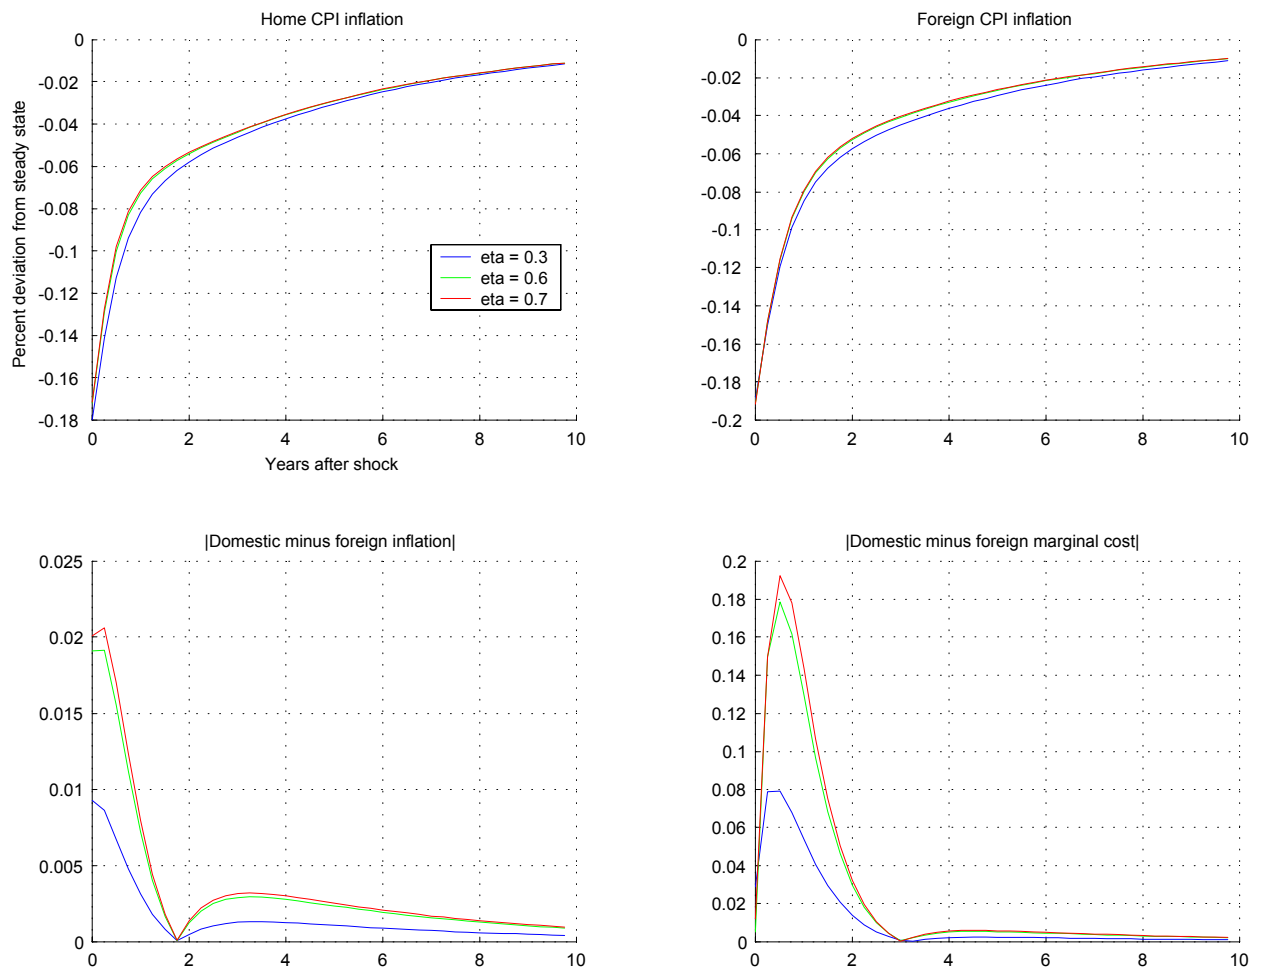 Home CPI inflation
0
-0.02
-0.04
-0.06
-0.08
-0.1
-0.12
-0.14
-0.16
-0.18
0 2 4 6 8 10
Percent deviation from steady state
Years after shock
eta = 0.3
eta = 0.6
eta = 0.7
Foreign CPI inflation
0
-0.02
-0.04
-0.06
-0.08
-0.1
-0.12
-0.14
-0.16
-0.18
-0.2
0 2 4 6 8 10
|Domestic minus foreign inflation|
0.025
0.02
0.015
0.01
0.005
0
0 2 4 6 8 10
|Domestic minus foreign marginal cost|
0.2
0.18
0.16
0.14
0.12
0.1
0.08
0.06
0.04
0.02
0
0 2 4 6 8 10